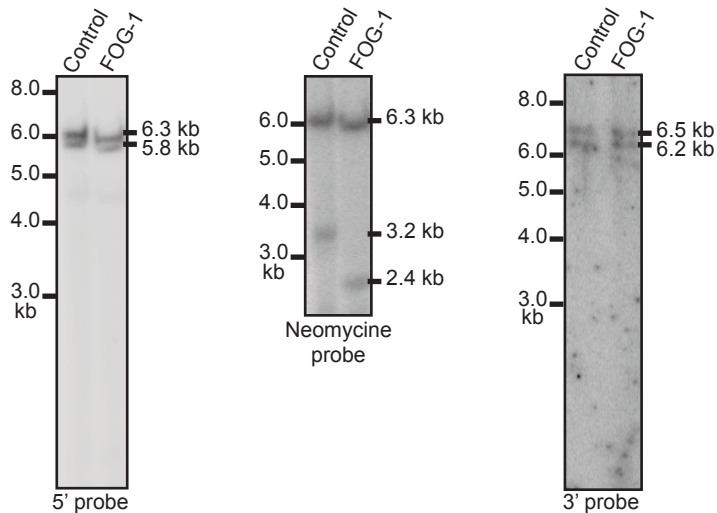 Control
FOG-1
8.0
6.0
5.0
4.0
3.0
kb
6.3 kb
5.8 kb
5’ probe
Control
FOG-1
6.0
5.0
4.0
3.0
kb
6.3 kb
3.2 kb
2.4 kb
Neomycine
probe
Control
FOG-1
8.0
6.0
5.0
4.0
3.0
kb
6.5 kb
6.2 kb
3’ probe